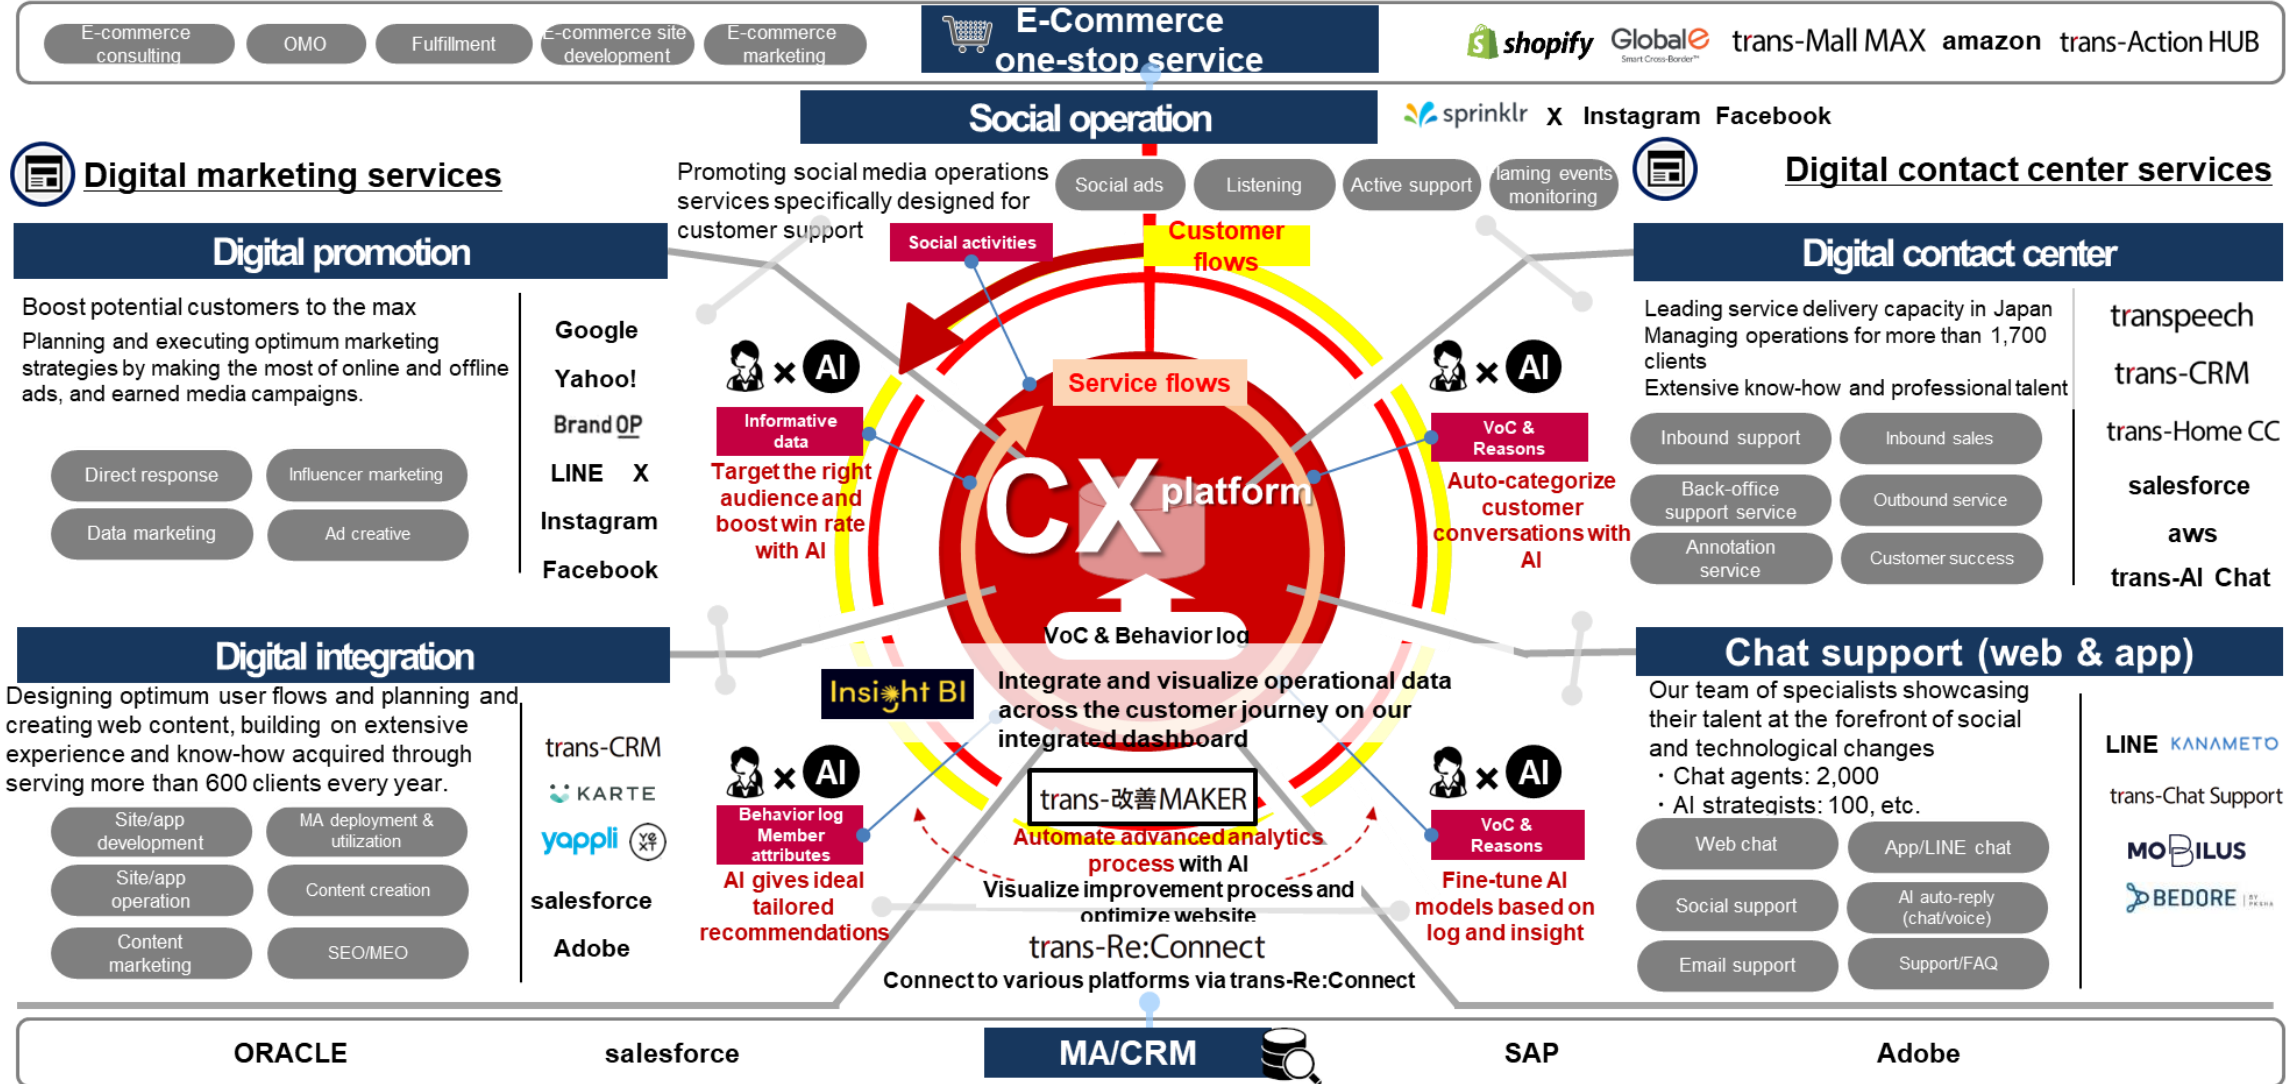 E-commerce
consulting
OMO
Fulfillment
E-commerce site
development
E-commerce
marketing
E-Commerce
one-stop service
shopify
Global e
Smart Cross-Border™
trans-Mall MAX
amazon
trans-Action HUB
Social operation
sprinklr
X
Instagram
Facebook
Promoting social media operations
services specifically designed for
customer support
Social ads
Listening
Active support
laming events
monitoring
Digital marketing services
Digital contact center services
Digital promotion
Boost potential customers to the max
Planning and executing optimum marketing
strategies by making the most of online and offline
ads, and earned media campaigns.
Direct response
Influencer marketing
Data marketing
Ad creative
Google
Yahoo!
Brand OP
LINE X
Instagram
Facebook
Social activities
Customer
flows
Service flows
AI
Informative
data
Target the right
audience and
boost win rate
with AI
AI
VoC &
Reasons
Auto-categorize
customer
conversations with
AI
CX platform
VoC & Behavior log
Insight BI
Integrate and visualize operational data
across the customer journey on our
integrated dashboard
Digital contact center
Leading service delivery capacity in Japan
Managing operations for more than 1,700
clients
Extensive know-how and professional talent
Inbound support
Inbound sales
Back-office
support service
Outbound service
Annotation
service
Customer success
transpeech
trans-CRM
trans-Home CC
salesforce
aws
trans-AI Chat
Digital integration
Designing optimum user flows and planning and
creating web content, building on extensive
experience and know-how acquired through
serving more than 600 clients every year.
Site/app
development
MA deployment &
utilization
Site/app
operation
Content creation
Content
marketing
SEO/MEO
trans-CRM
KARTE
yappli
yext
salesforce
Adobe
AI
Behavior log
Member
attributes
AI gives ideal
tailored
recommendations
trans-改善MAKER
Automate advanced analytics
process with AI
Visualize improvement process and
optimize website
trans-Re:Connect
Connect to various platforms via trans-Re:Connect
AI
VoC &
Reasons
Fine-tune AI
models based on
log and insight
Chat support (web & app)
Our team of specialists showcasing
their talent at the forefront of social
and technological changes
・Chat agents: 2,000
・AI strategists: 100, etc.
Web chat
App/LINE chat
Social support
AI auto-reply
(chat/voice)
Email support
Support/FAQ
LINE KANAMETO
trans-Chat Support
MOBILUS
BEDORE BY PKSHA
ORACLE
salesforce
MA/CRM
SAP
Adobe